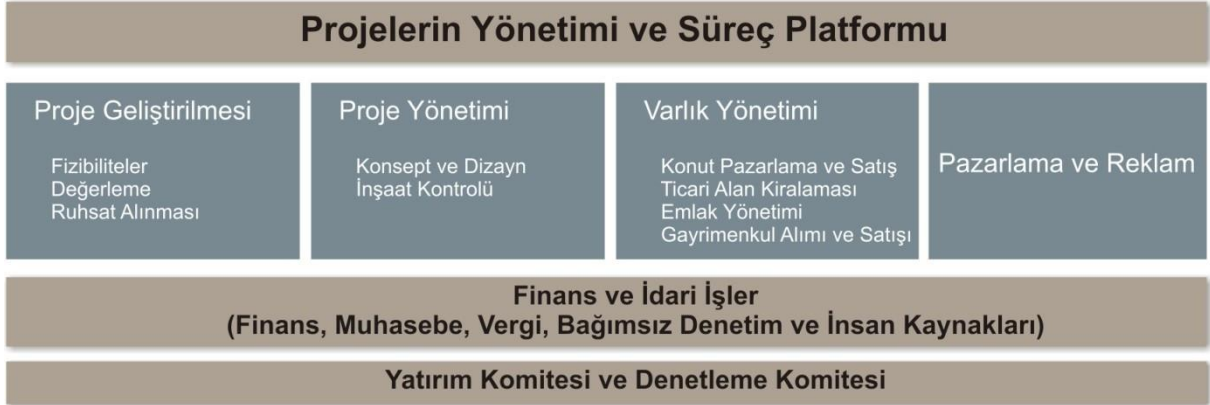 Projelerin Yönetimi ve Süreç Platformu
Proje Geliştirilmesi
Fizibiliteler
Değerleme
Ruhsat Alınması
Proje Yönetimi
Konsept ve Dizayn
İnşaat Kontrolü
Varlık Yönetimi
Konut Pazarlama ve Satış
Ticari Alan Kiralaması
Emlak Yönetimi
Gayrimenkul Alımı ve Satışı
Pazarlama ve Reklam
Finans ve İdari İşler
(Finans, Muhasebe, Vergi, Bağımsız Denetim ve İnsan Kaynakları)
Yatırım Komitesi ve Denetleme Komitesi